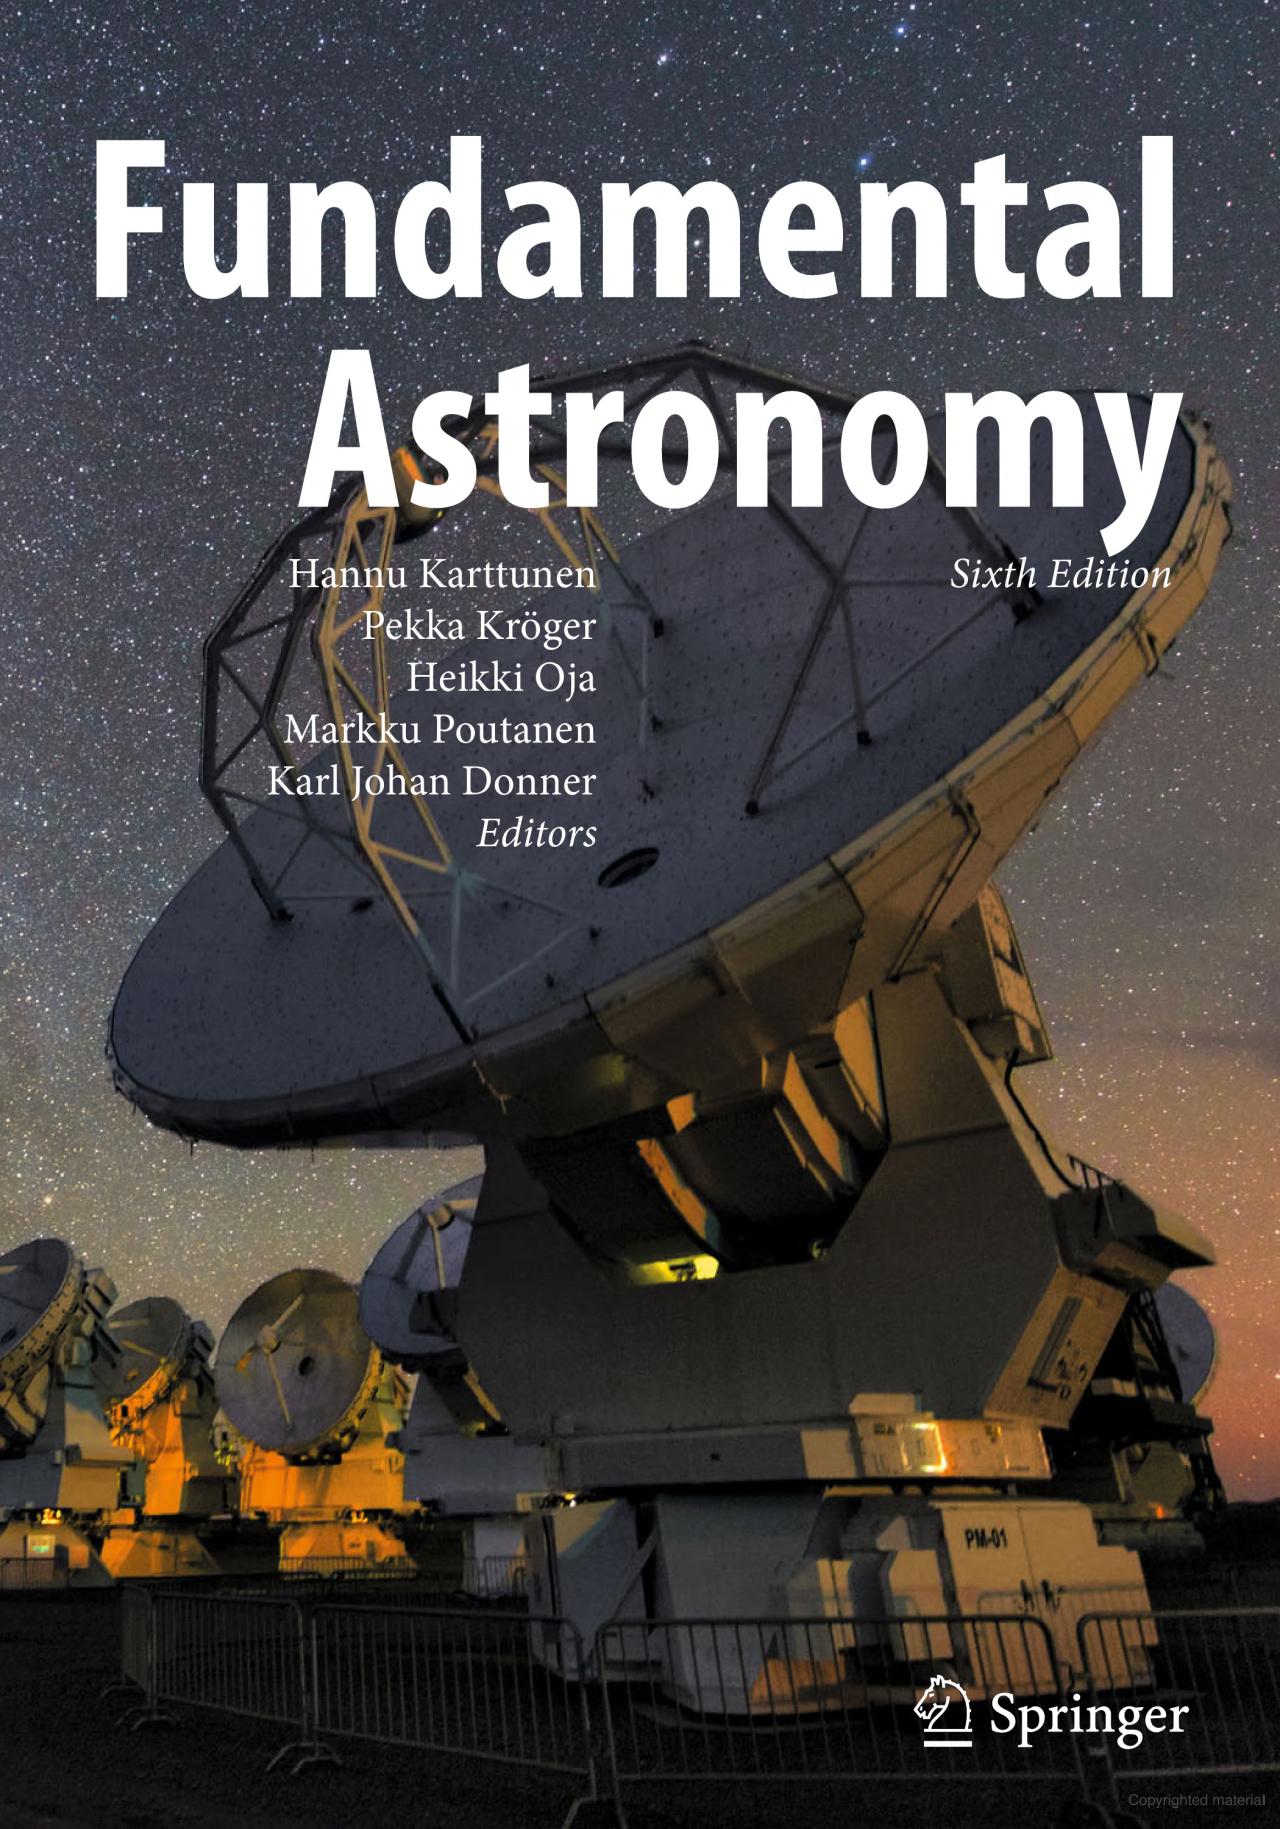 Fundamental
Astronomy
Hannu Karttunen
Pekka Kröger
Heikki Oja
Markku Poutanen
Karl Johan Donner
Editors
Sixth Edition
PM-01
Springer
Copyrighted material